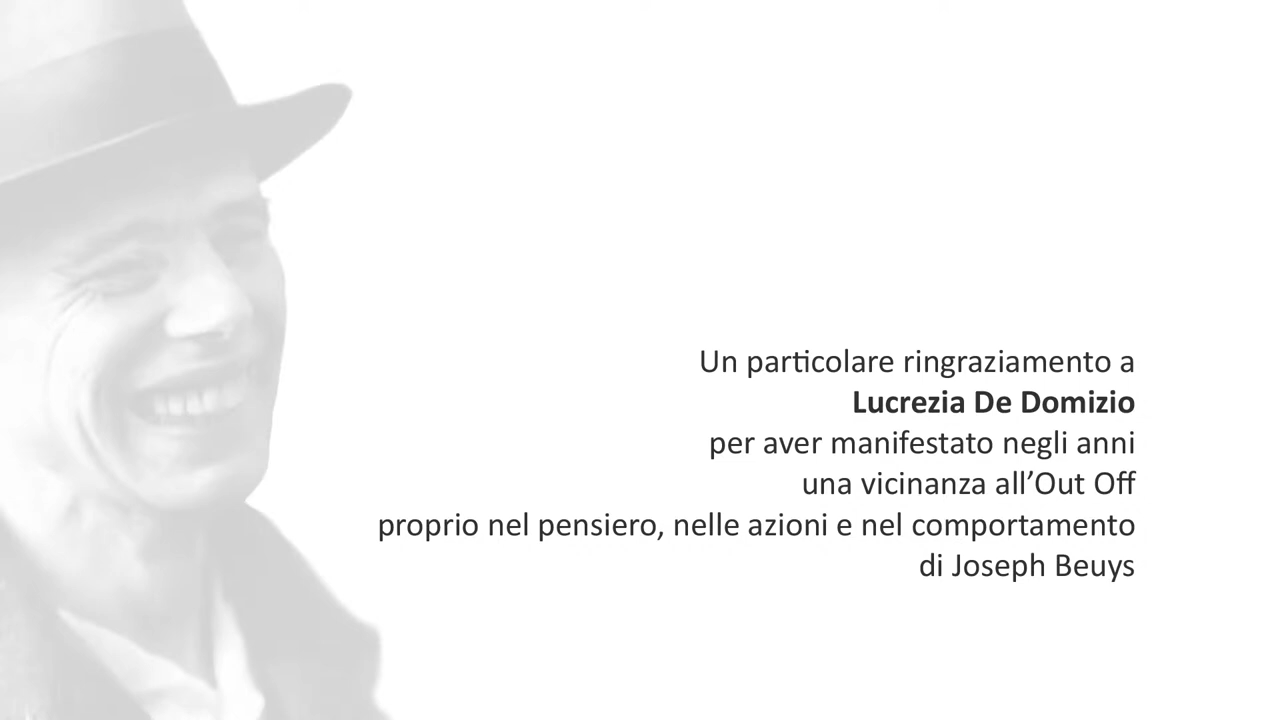 Un particolare ringraziamento a
Lucrezia De Domizio
per aver manifestato negli anni
una vicinanza all’Out Off
proprio nel pensiero, nelle azioni e nel comportamento
di Joseph Beuys